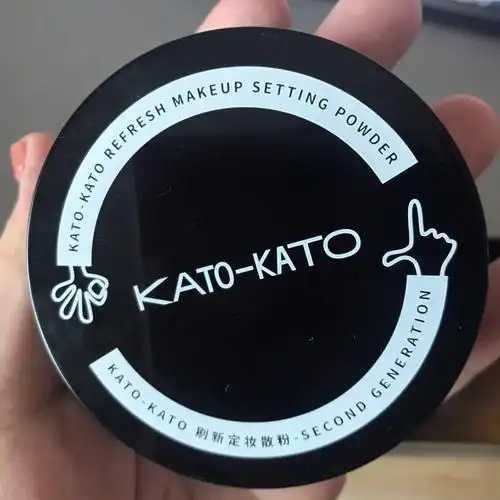 KATO-KATO REFRESH MAKEUP SETTING POWDER
KATO-KATO
KATO-KATO 刷新定妆散粉-SECOND GENERATION